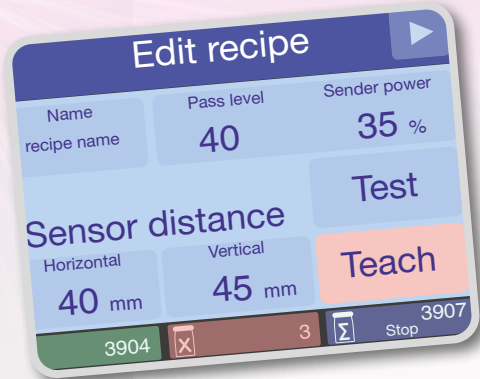 Edit recipe
Name
recipe name
Pass level
40
Sender power
35 %
Sensor distance
Horizontal
40 mm
Vertical
45 mm
Test
Teach
3904
X 3
Σ Stop 3907